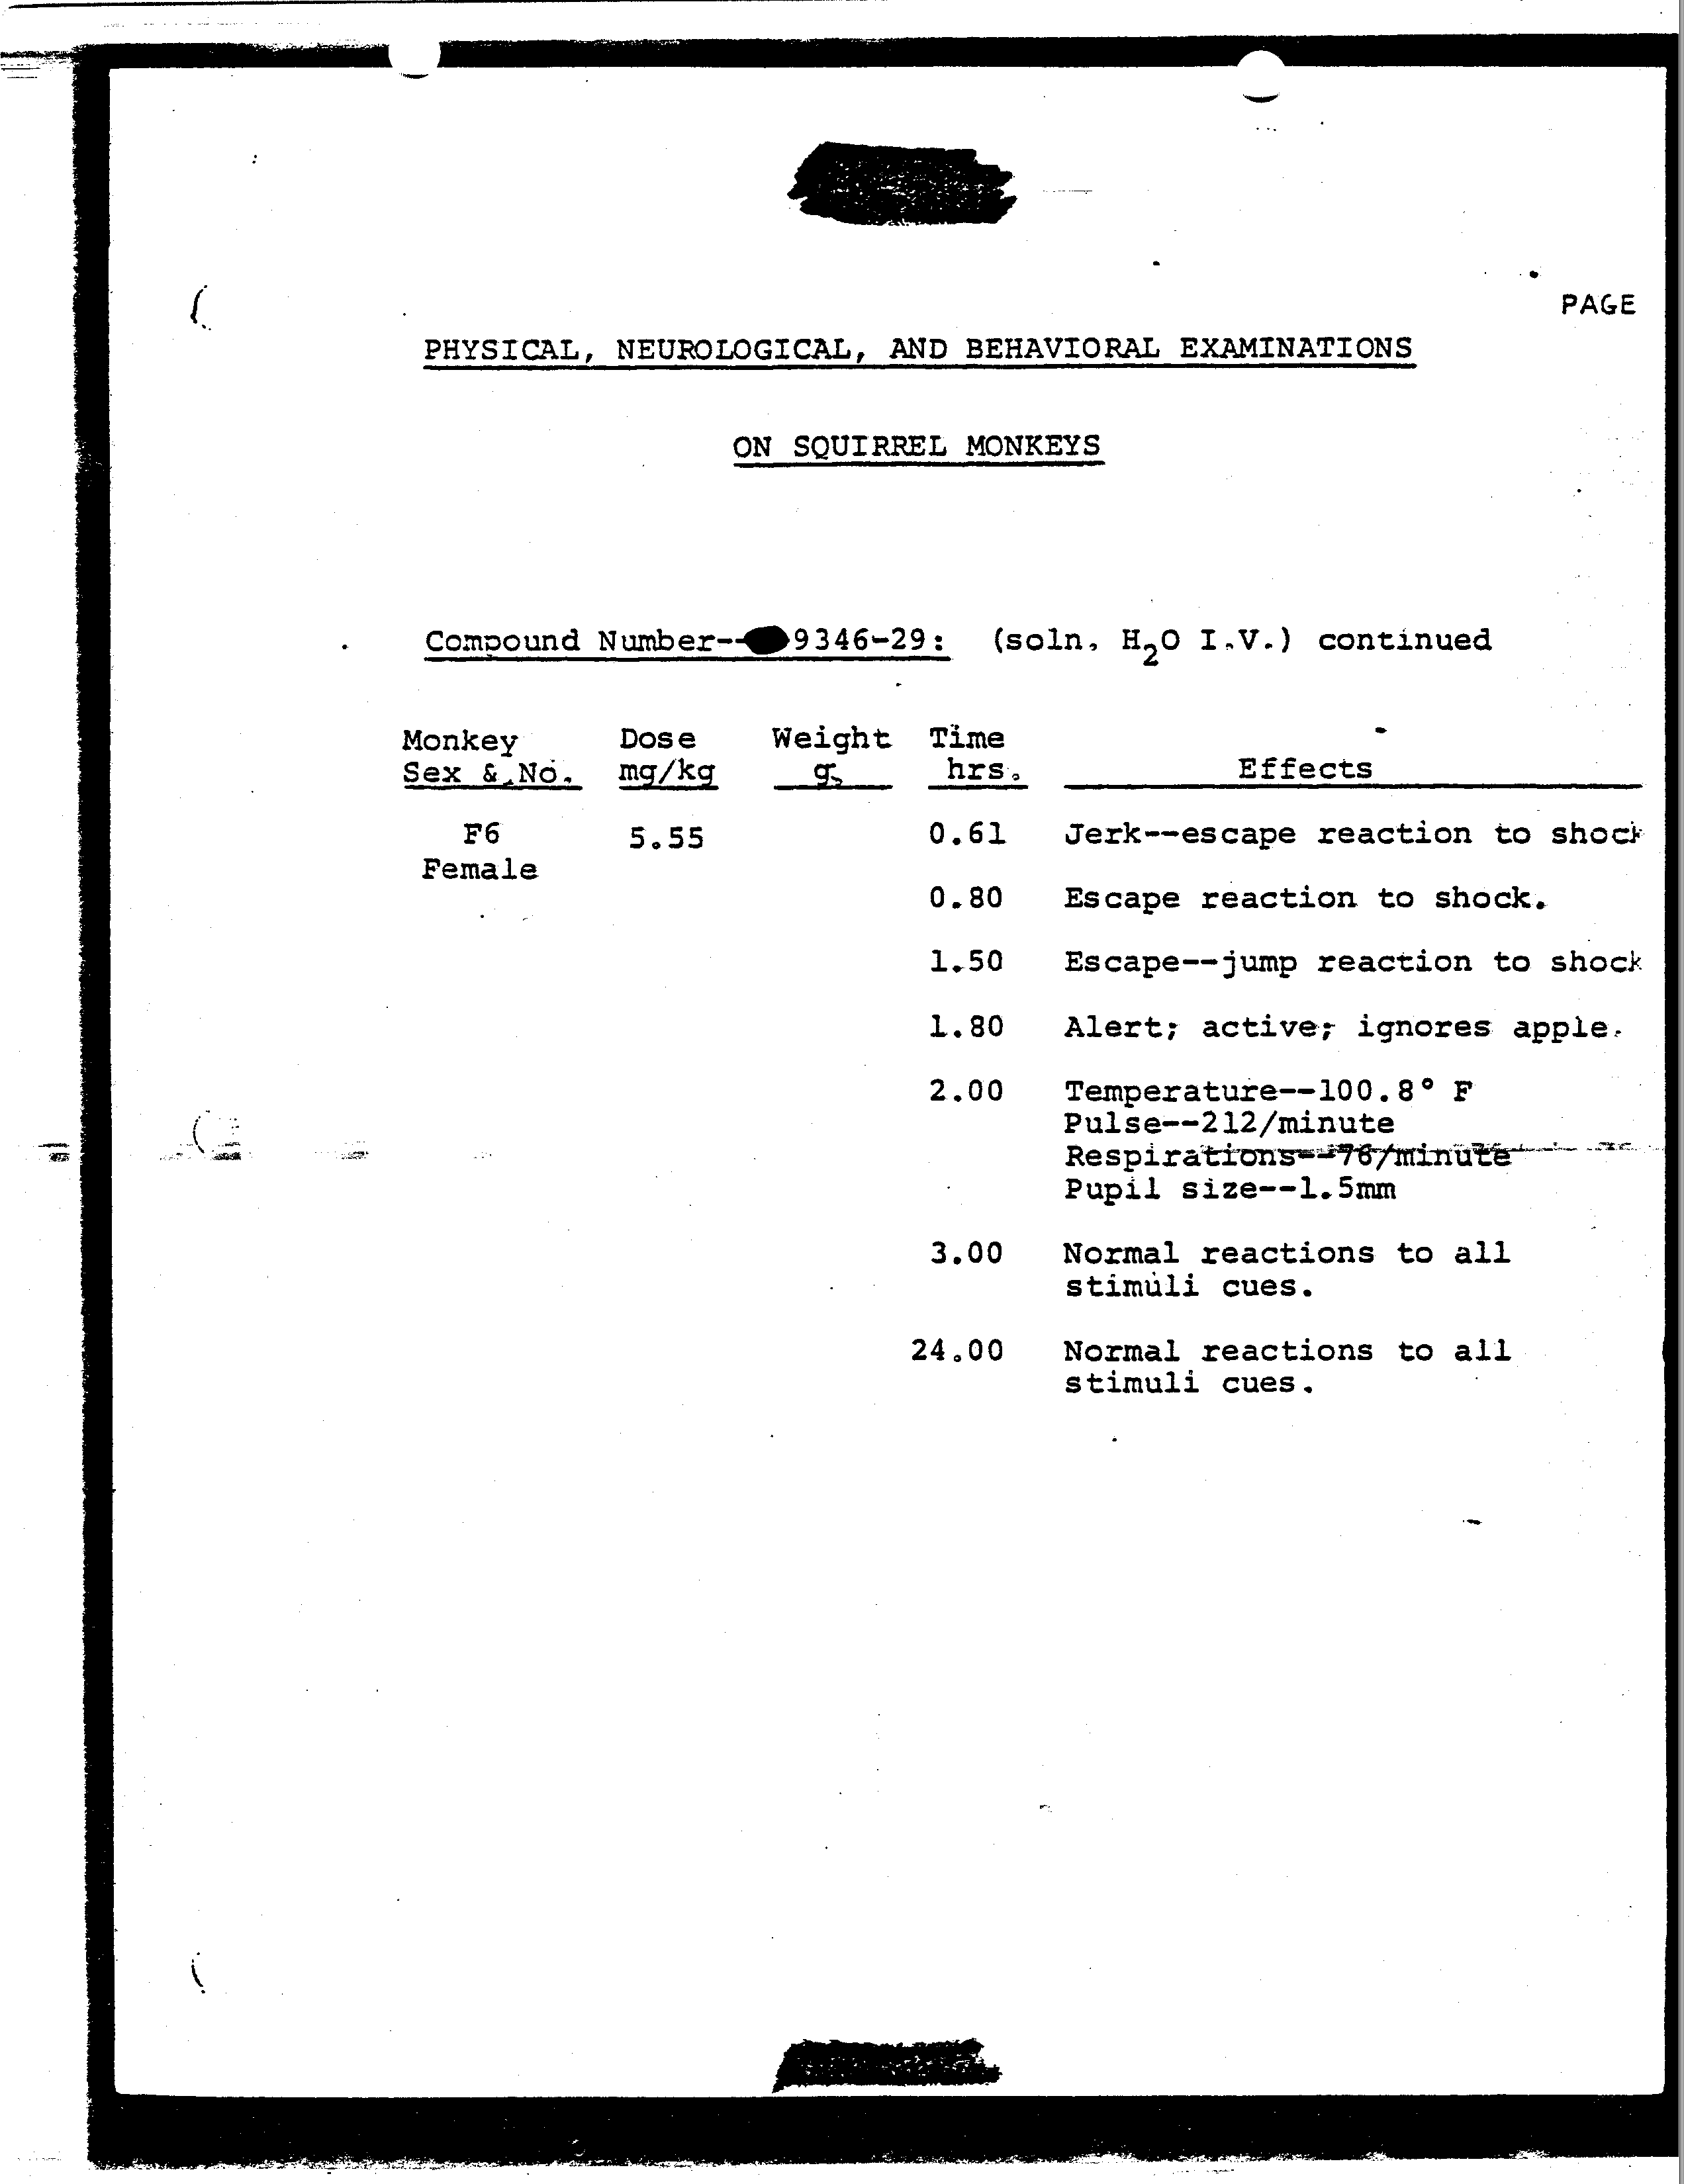 PAGE
PHYSICAL, NEUROLOGICAL, AND BEHAVIORAL EXAMINATIONS
ON SQUIRREL MONKEYS
Compound Number--9346-29: (soln. H₂O I.V.) continued
Monkey Dose Weight Time
Sex & No. mg/kg g. hrs. Effects
F6 5.55 0.61 Jerk--escape reaction to shock
Female
0.80 Escape reaction to shock.
1.50 Escape--jump reaction to shock
1.80 Alert; active; ignores apple.
2.00 Temperature--100.8° F
Pulse--212/minute
Respirations--76/minute
Pupil size--1.5mm
3.00 Normal reactions to all
stimuli cues.
24.00 Normal reactions to all
stimuli cues.